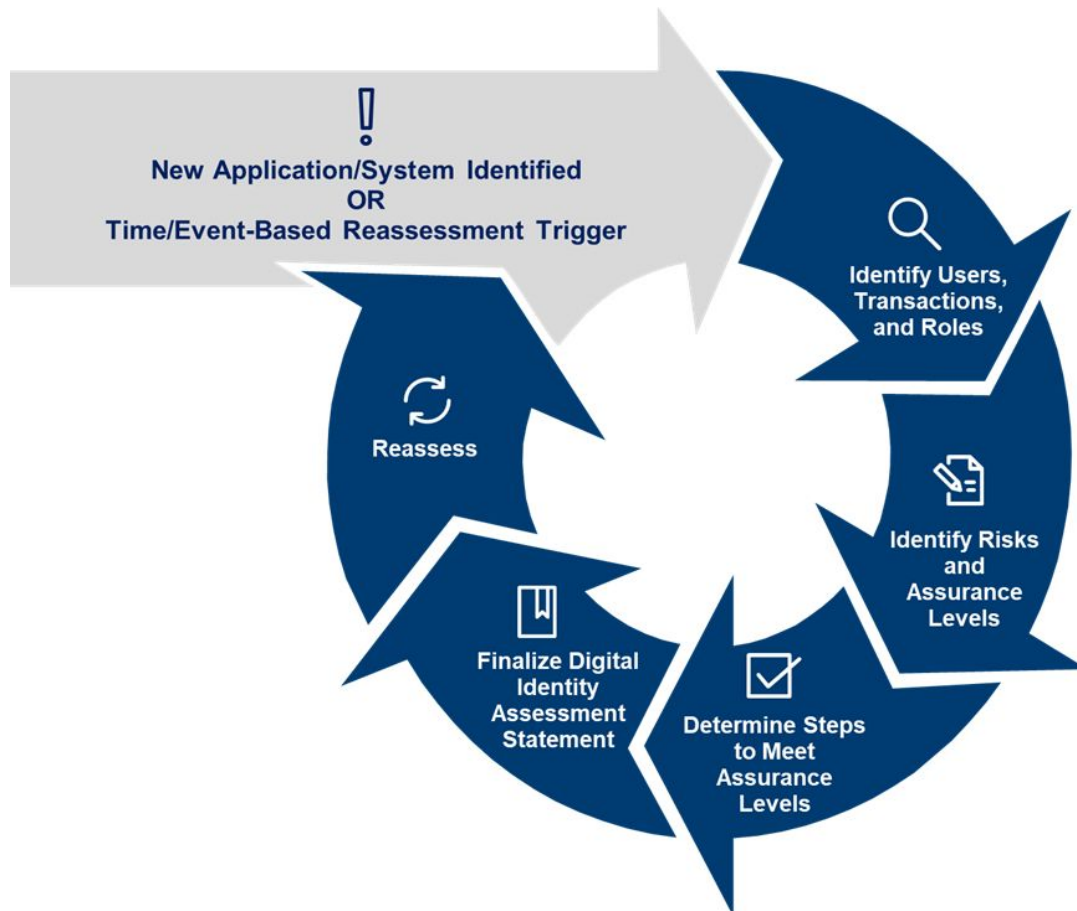 New Application/System Identified
OR
Time/Event-Based Reassessment Trigger
Identify Users,
Transactions,
and Roles
Identify Risks
and
Assurance
Levels
Determine Steps
to Meet
Assurance
Levels
Finalize Digital
Identity
Assessment
Statement
Reassess